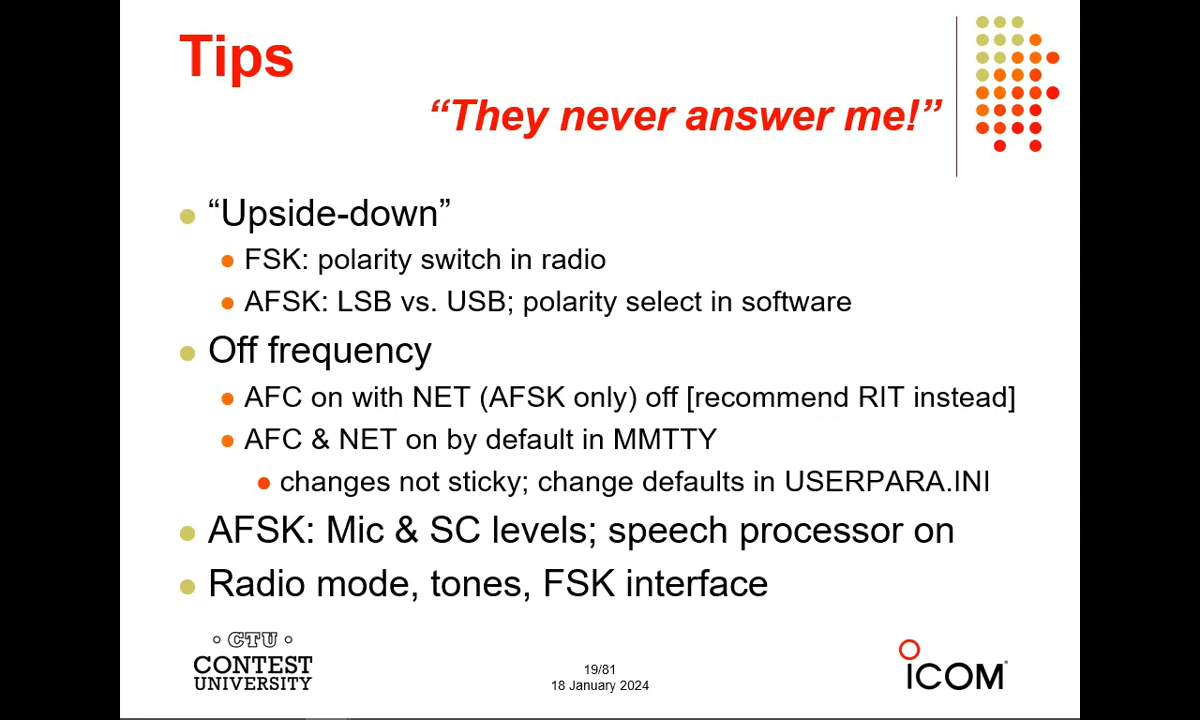 Tips
“They never answer me!”
“Upside-down”
FSK: polarity switch in radio
AFSK: LSB vs. USB; polarity select in software
Off frequency
AFC on with NET (AFSK only) off [recommend RIT instead]
AFC & NET on by default in MMTTY
changes not sticky; change defaults in USERPARA.INI
AFSK: Mic & SC levels; speech processor on
Radio mode, tones, FSK interface
CTU
CONTEST
UNIVERSITY
19/81
18 January 2024
ICOM